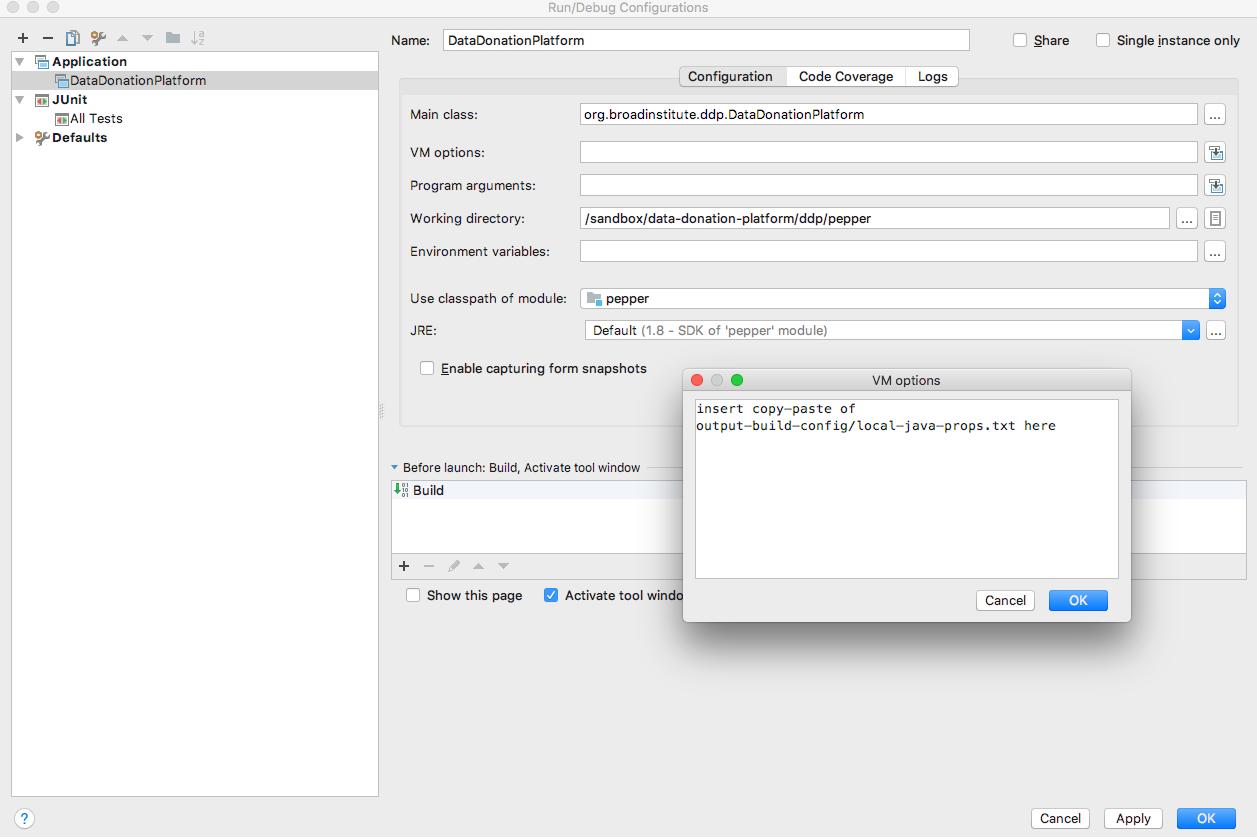 Run/Debug Configurations
Name: DataDonationPlatform
Share
Single instance only
Application
DataDonationPlatform
JUnit
All Tests
Defaults
Configuration Code Coverage Logs
Main class: org.broadinstitute.ddp.DataDonationPlatform ...
VM options:
Program arguments:
Working directory: /sandbox/data-donation-platform/ddp/pepper ...
Environment variables: ...
Use classpath of module: pepper
JRE: Default (1.8 - SDK of 'pepper' module) ...
Enable capturing form snapshots
VM options
insert copy-paste of
output-build-config/local-java-props.txt here
Cancel OK
Before launch: Build, Activate tool window
Build
Show this page Activate tool windo
? Cancel Apply OK